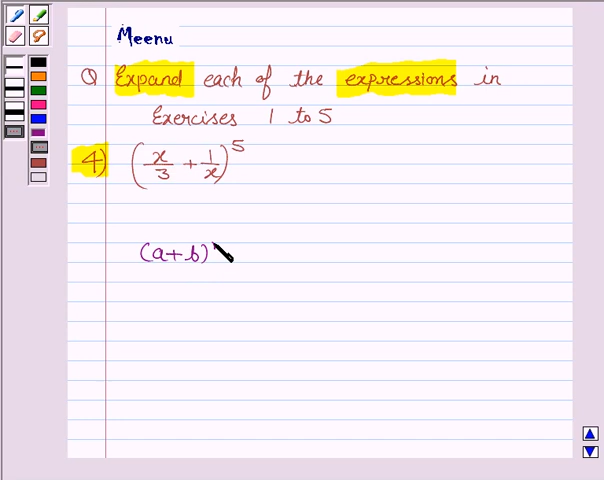 Meenu
Q Expand each of the expressions in
Exercises 1 to 5
4) (x/3 + 1/x)^5
(a+b)